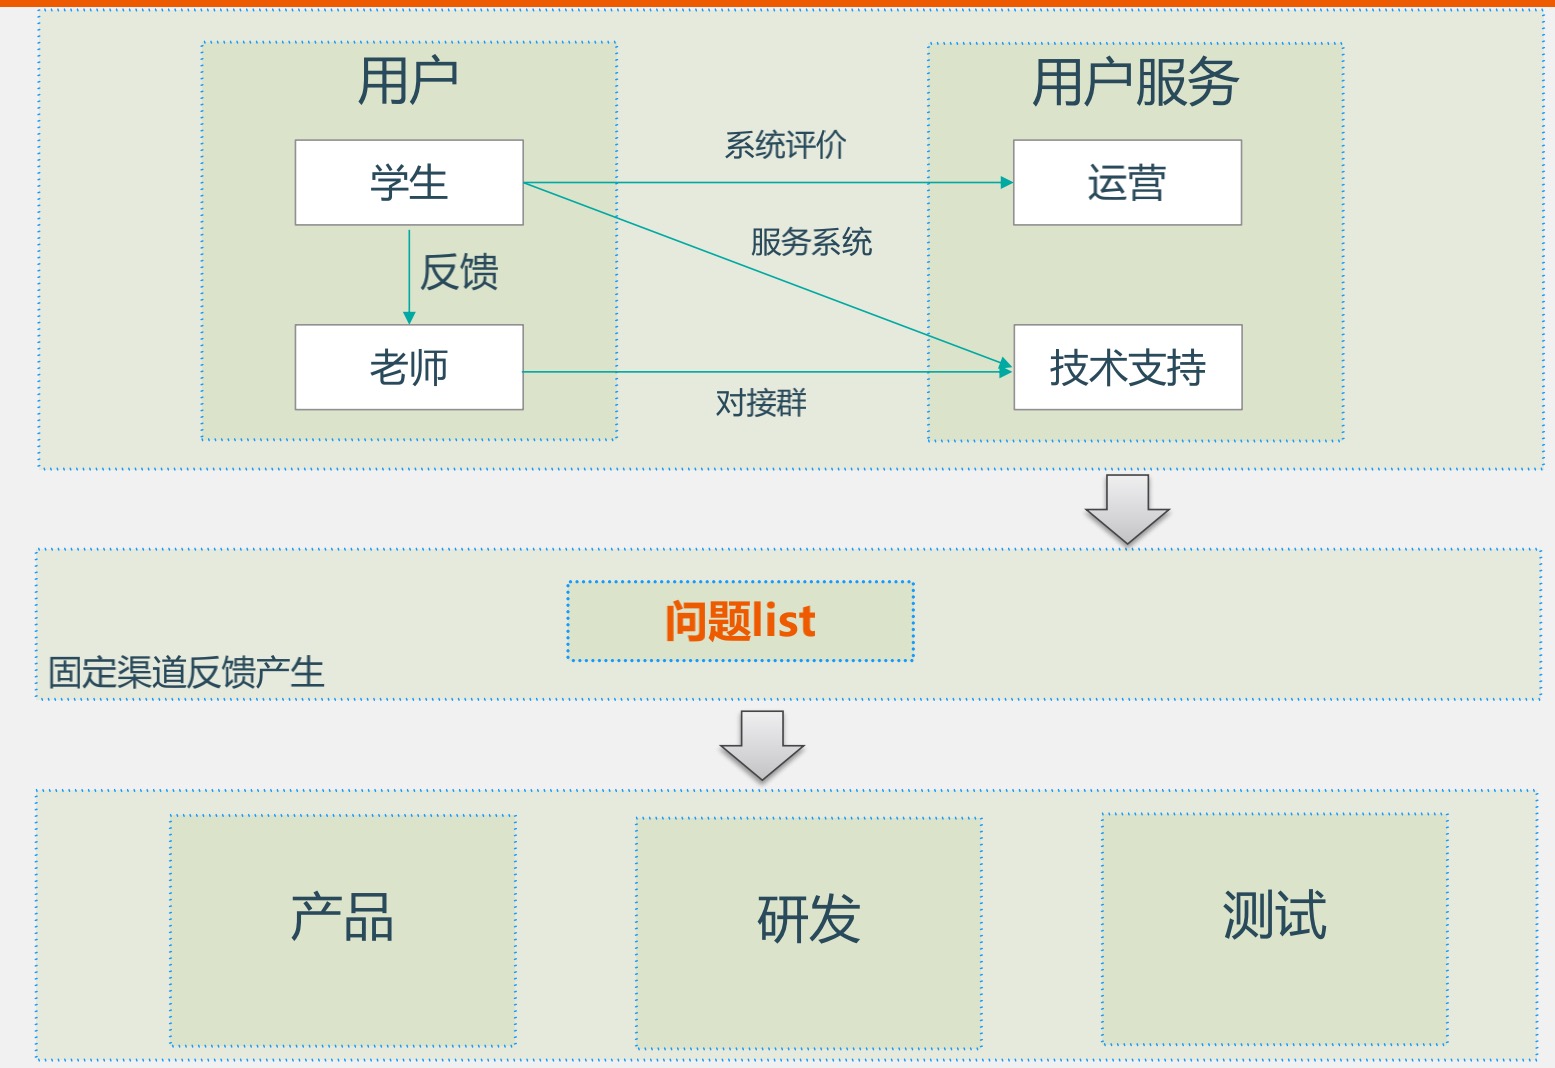 用户
用户服务
系统评价
学生
运营
服务系统
反馈
老师
技术支持
对接群
问题list
固定渠道反馈产生
产品
研发
测试